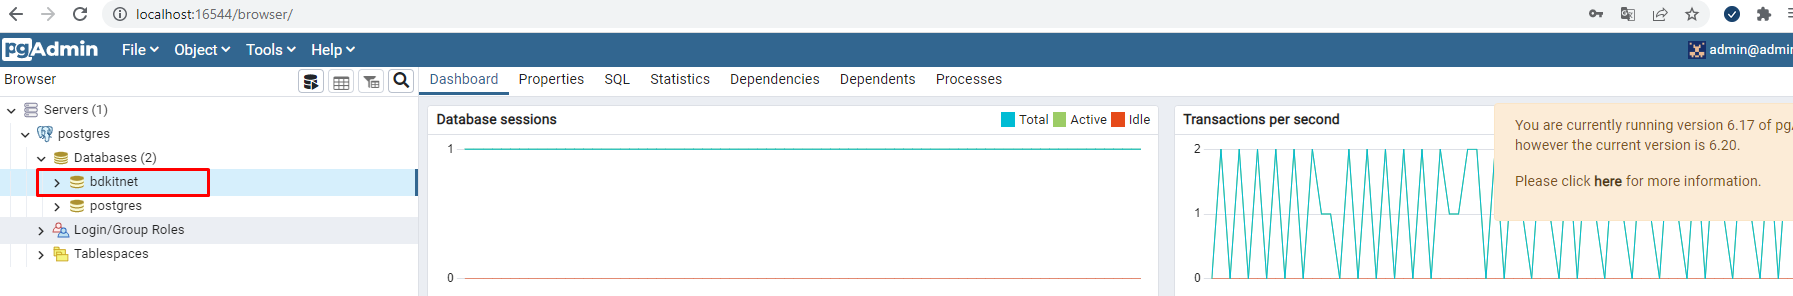 localhost:16544/browser/
pgAdmin File Object Tools Help admin@admin
Browser
Dashboard Properties SQL Statistics Dependencies Dependents Processes
Servers (1)
postgres
Databases (2)
bdkitnet
postgres
Login/Group Roles
Tablespaces
Database sessions
Total Active Idle
1
0
Transactions per second
2
1
0
You are currently running version 6.17 of pgA
however the current version is 6.20.
Please click here for more information.